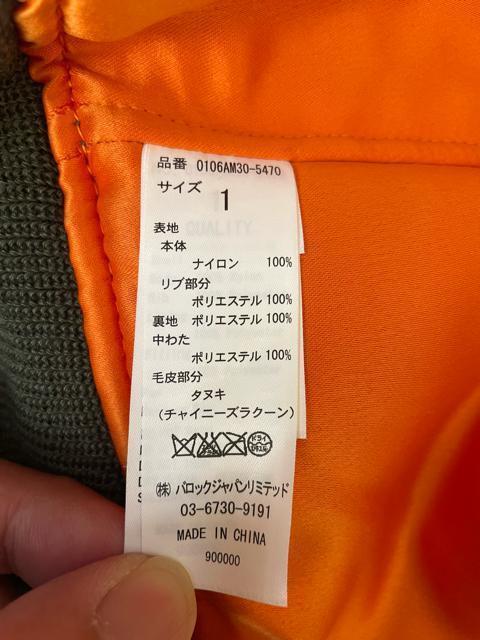 品番 0106AM30-5470
サイズ 1
表地
本体
ナイロン 100%
リブ部分
ポリエステル 100%
裏地 ポリエステル 100%
中わた
ポリエステル 100%
毛皮部分
タヌキ
(チャイニーズラクーン)
㈱ バロックジャパンリミテッド
03-6730-9191
MADE IN CHINA
900000